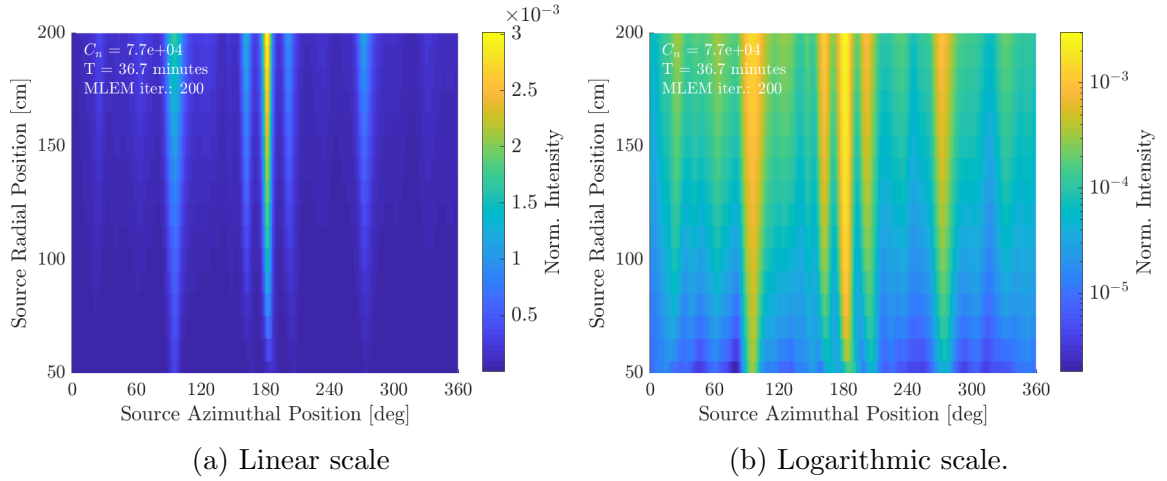 ×10⁻³
Source Radial Position [cm]
200
150
100
50
Cₙ = 7.7e+04
T = 36.7 minutes
MLEM iter.: 200
0 60 120 180 240 300 360
Source Azimuthal Position [deg]
3
2.5
2
1.5
1
0.5
Norm. Intensity
(a) Linear scale
Source Radial Position [cm]
200
150
100
50
Cₙ = 7.7e+04
T = 36.7 minutes
MLEM iter.: 200
0 60 120 180 240 300 360
Source Azimuthal Position [deg]
10⁻³
10⁻⁴
10⁻⁵
Norm. Intensity
(b) Logarithmic scale.